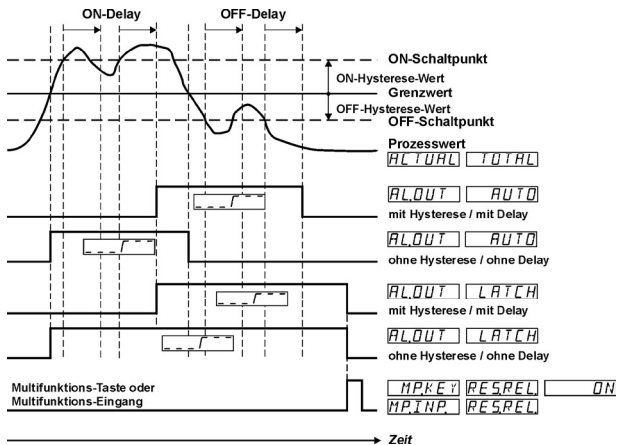 ON-Delay OFF-Delay
ON-Schaltpunkt
ON-Hysterese-Wert
Grenzwert
OFF-Hysterese-Wert
OFF-Schaltpunkt
Prozesswert
ACTUAL TOTAL
AL.OUT AUTO
mit Hysterese / mit Delay
AL.OUT AUTO
ohne Hysterese / ohne Delay
AL.OUT LATCH
mit Hysterese / mit Delay
AL.OUT LATCH
ohne Hysterese / ohne Delay
Multifunktions-Taste oder
Multifunktions-Eingang
MP.KEY RES.REL. ON
MP.INP. RES.REL.
Zeit